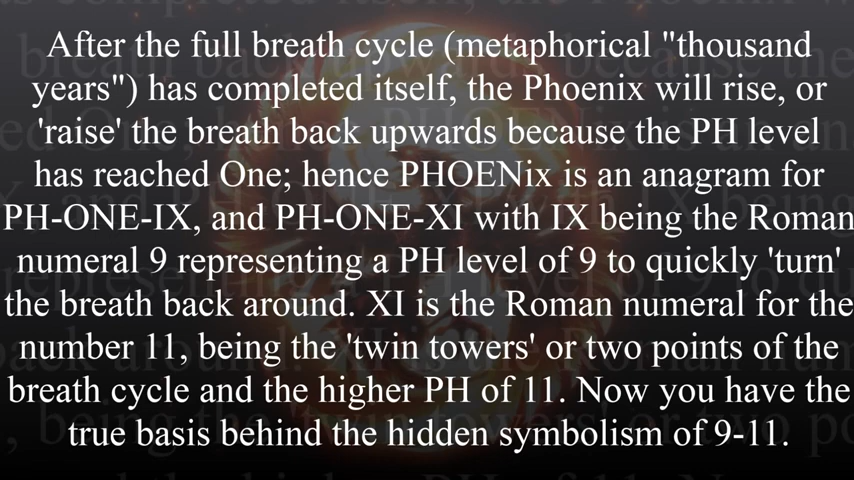 After the full breath cycle (metaphorical "thousand
years") has completed itself, the Phoenix will rise, or
'raise' the breath back upwards because the PH level
has reached One; hence PHOENix is an anagram for
PH-ONE-IX, and PH-ONE-XI with IX being the Roman
numeral 9 representing a PH level of 9 to quickly 'turn'
the breath back around. XI is the Roman numeral for the
number 11, being the 'twin towers' or two points of the
breath cycle and the higher PH of 11. Now you have the
true basis behind the hidden symbolism of 9-11.